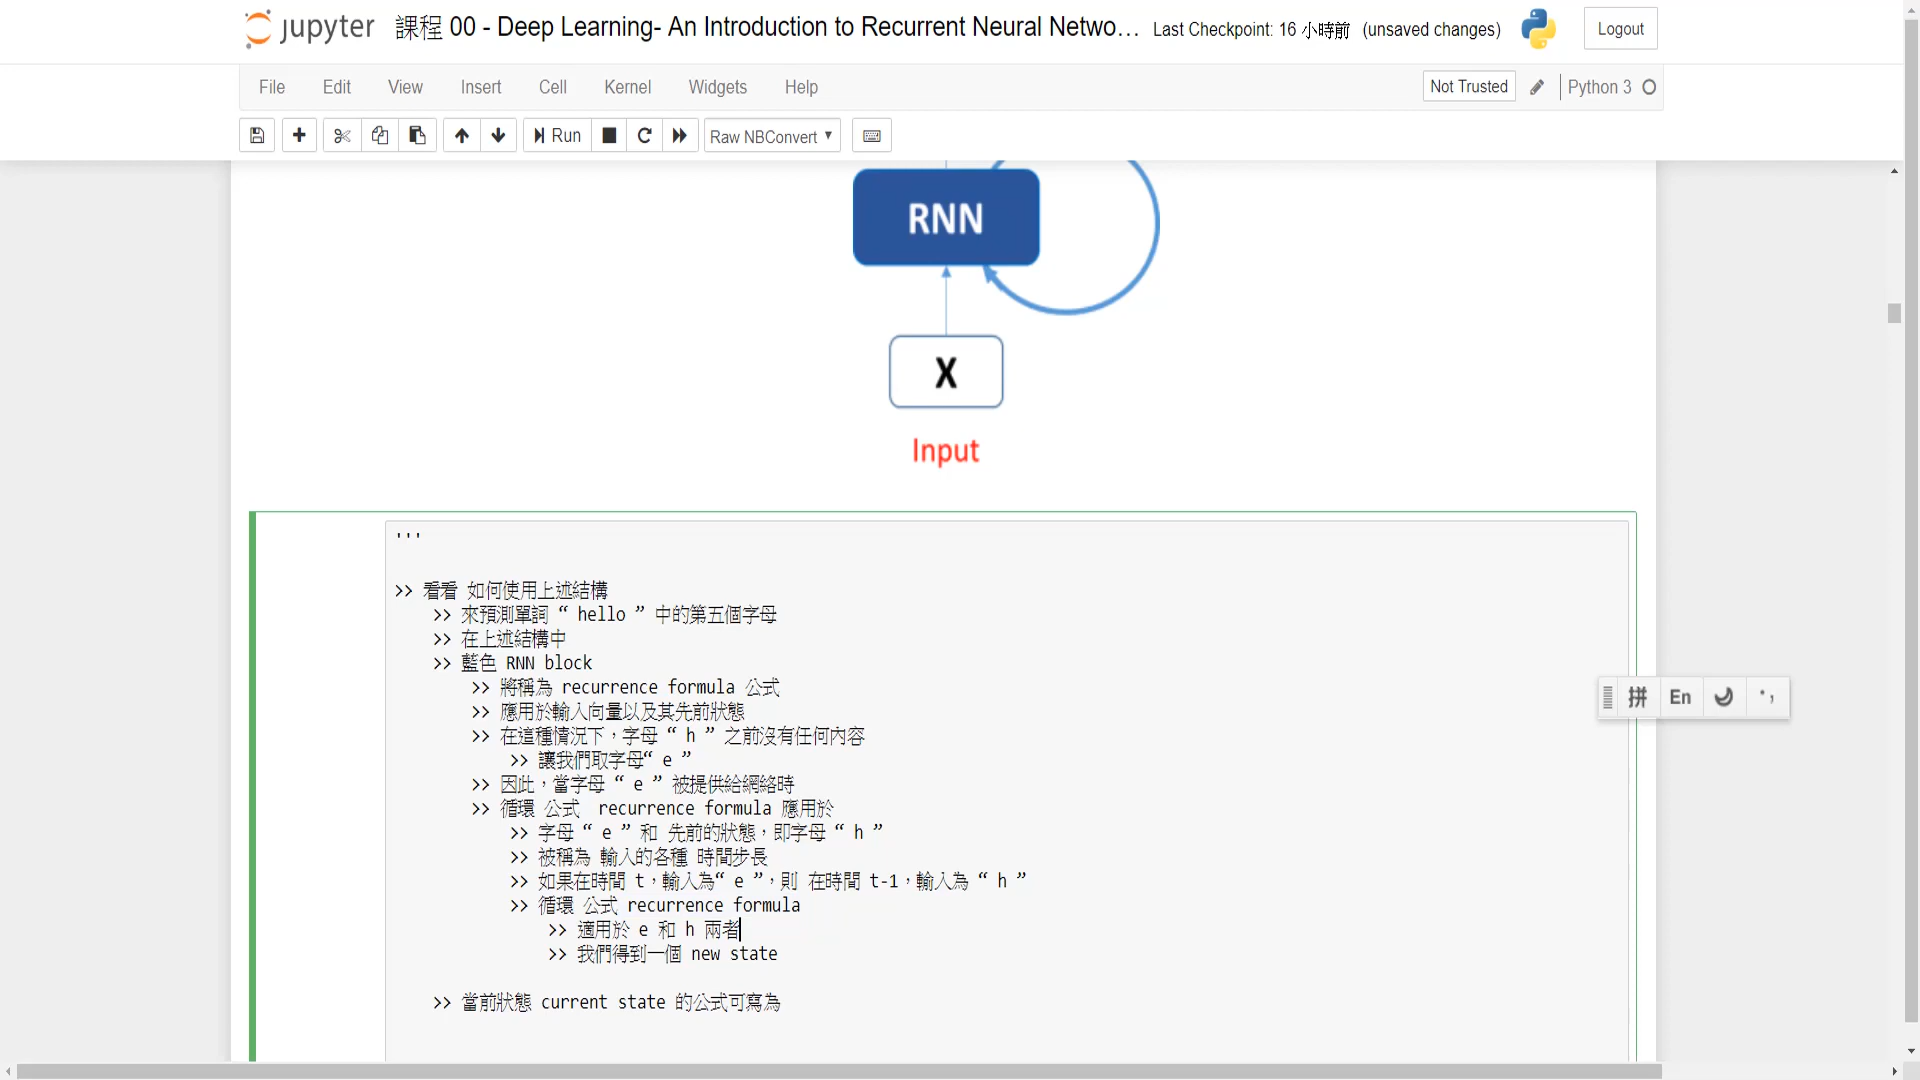 jupyter 課程 00 - Deep Learning- An Introduction to Recurrent Neural Netwo... Last Checkpoint: 16 小時前 (unsaved changes) Logout
File Edit View Insert Cell Kernel Widgets Help Not Trusted Python 3
Run Raw NBConvert
RNN
X
Input
'''
>> 看看 如何使用上述結構
>> 來預測單詞 “ hello ” 中的第五個字母
>> 在上述結構中
>> 藍色 RNN block
>> 將稱為 recurrence formula 公式
>> 應用於輸入向量以及其先前狀態
>> 在這種情況下，字母 “ h ” 之前沒有任何內容
>> 讓我們取字母“ e ”
>> 因此，當字母 “ e ” 被提供給網絡時
>> 循環 公式  recurrence formula 應用於
>> 字母 “ e ” 和 先前的狀態，即字母 “ h ”
>> 被稱為 輸入的各種 時間步長
>> 如果在時間 t，輸入為“ e ”，則 在時間 t-1，輸入為 “ h ”
>> 循環 公式 recurrence formula
>> 適用於 e 和 h 兩者
>> 我們得到一個 new state
>> 當前狀態 current state 的公式可寫為
拼 En